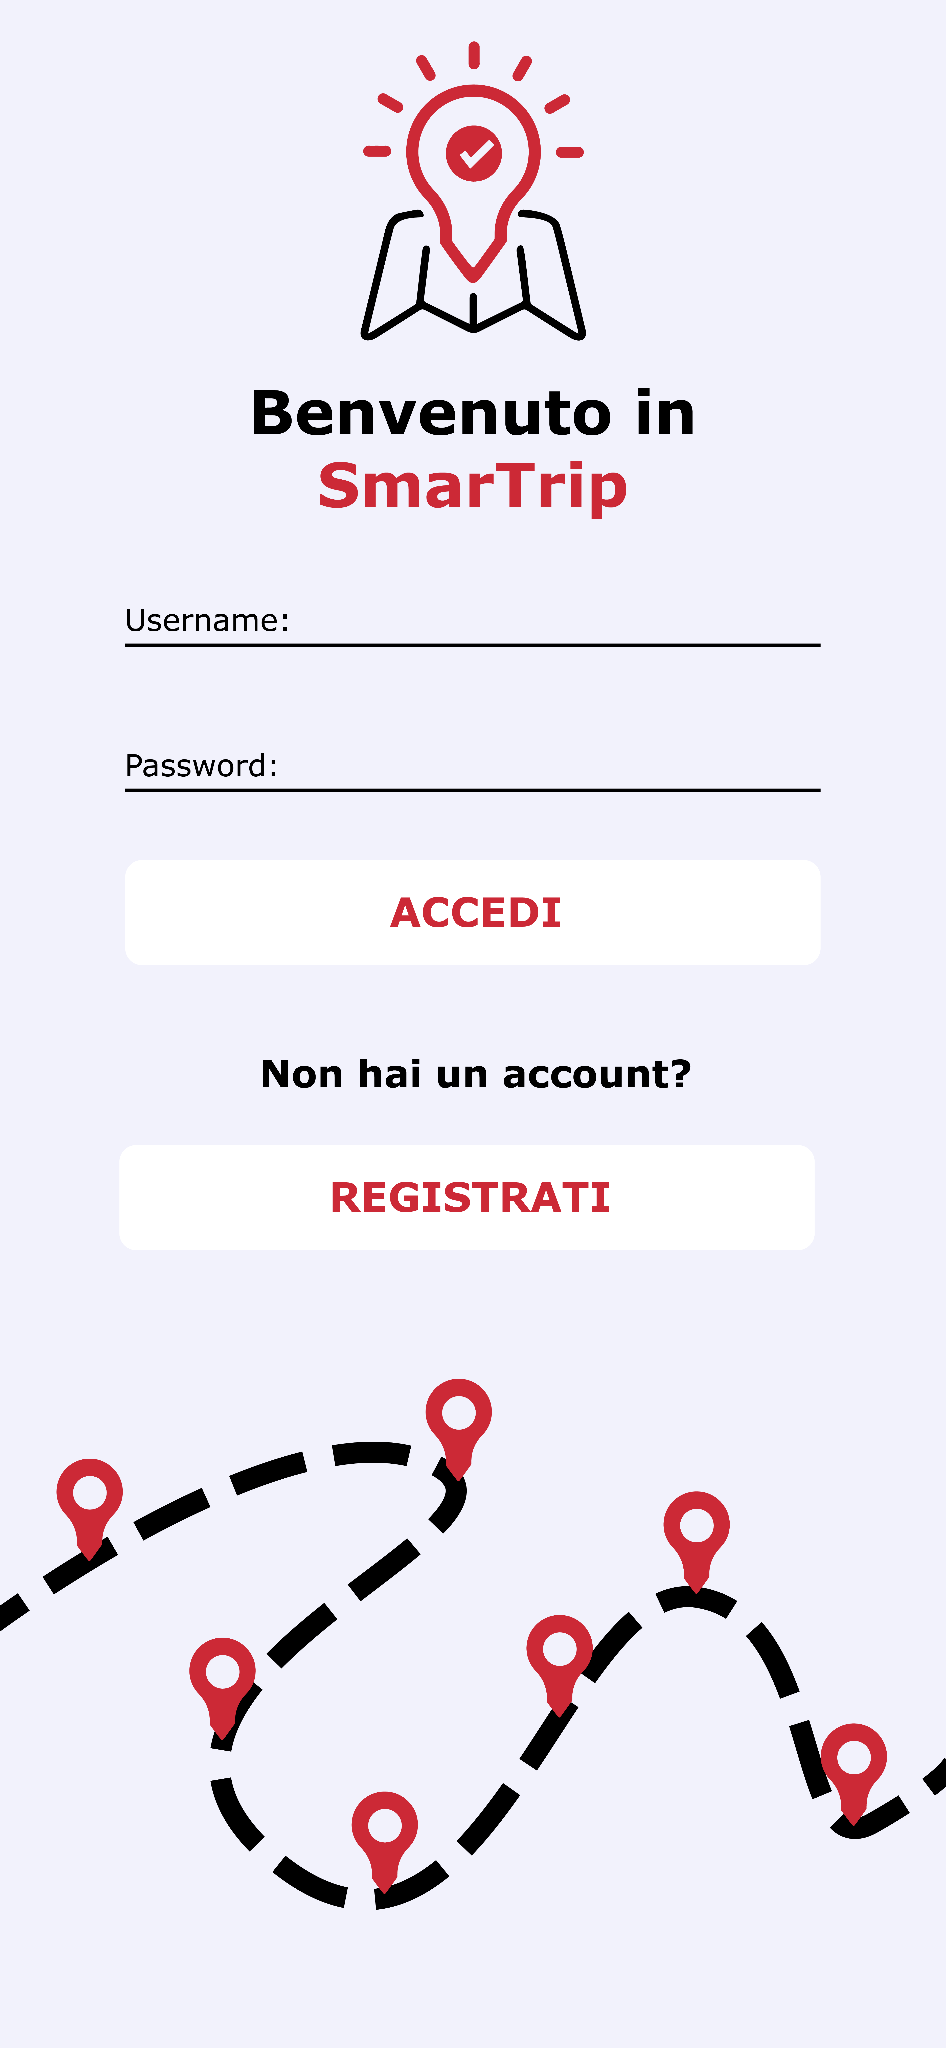 Benvenuto in
SmarTrip
Username:
Password:
ACCEDI
Non hai un account?
REGISTRATI